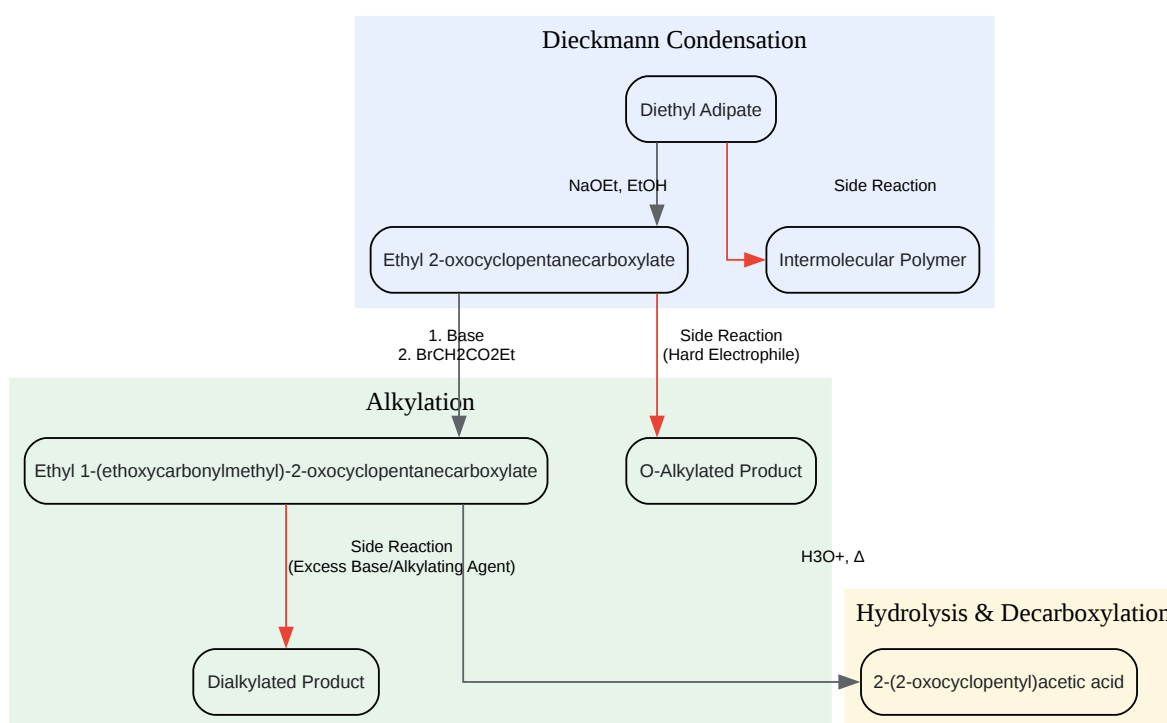 Dieckmann Condensation
Diethyl Adipate
NaOEt, EtOH
Side Reaction
Ethyl 2-oxocyclopentanecarboxylate
Intermolecular Polymer
1. Base
2. BrCH2CO2Et
Side Reaction
(Hard Electrophile)
Alkylation
Ethyl 1-(ethoxycarbonylmethyl)-2-oxocyclopentanecarboxylate
O-Alkylated Product
Side Reaction
(Excess Base/Alkylating Agent)
H3O+, Δ
Hydrolysis & Decarboxylation
Dialkylated Product
2-(2-oxocyclopentyl)acetic acid